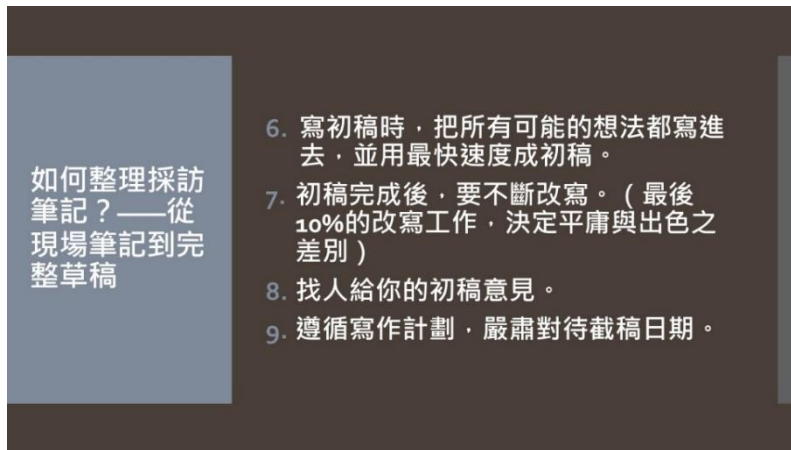 如何整理採訪
筆記？——從
現場筆記到完
整草稿
6. 寫初稿時，把所有可能的想法都寫進
去，並用最快速度成初稿。
7. 初稿完成後，要不斷改寫。（最後
10%的改寫工作，決定平庸與出色之
差別）
8. 找人給你的初稿意見。
9. 遵循寫作計劃，嚴肅對待截稿日期。